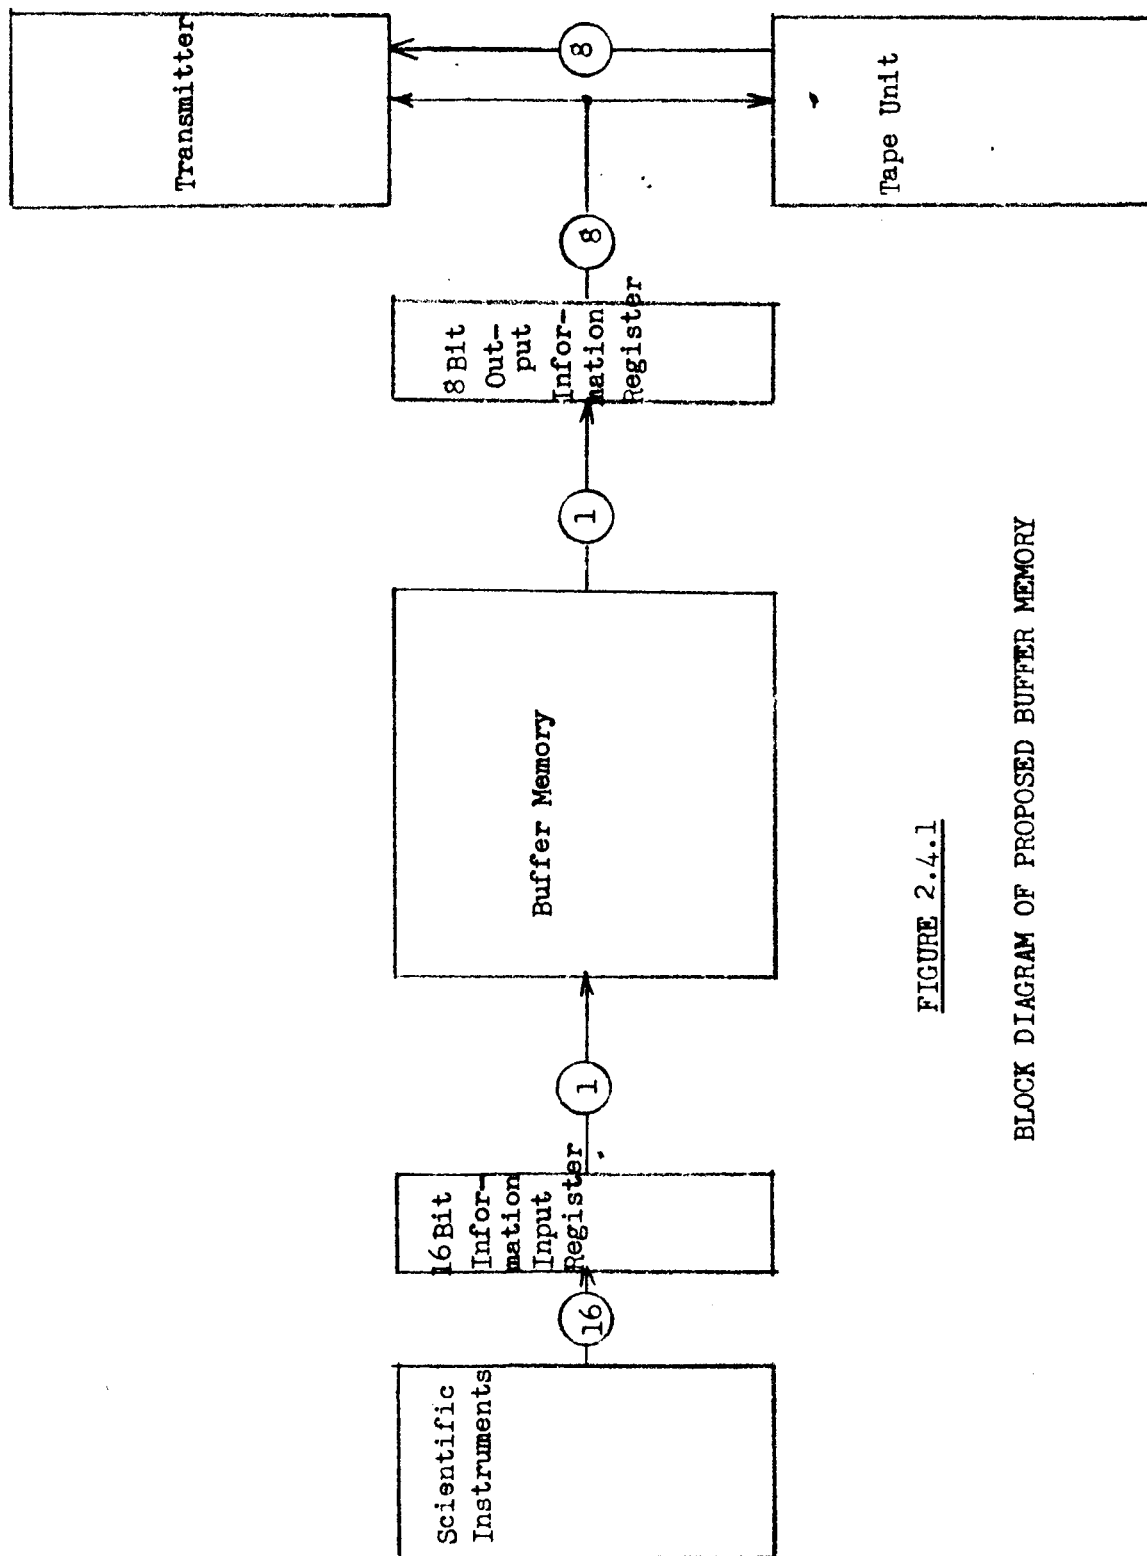 Scientific
Instruments
16
16 Bit
Infor-
mation
Input
Register
1
Buffer Memory
1
8 Bit
Out-
put
Infor-
mation
Register
8
8
Transmitter
Tape Unit
FIGURE 2.4.1
BLOCK DIAGRAM OF PROPOSED BUFFER MEMORY